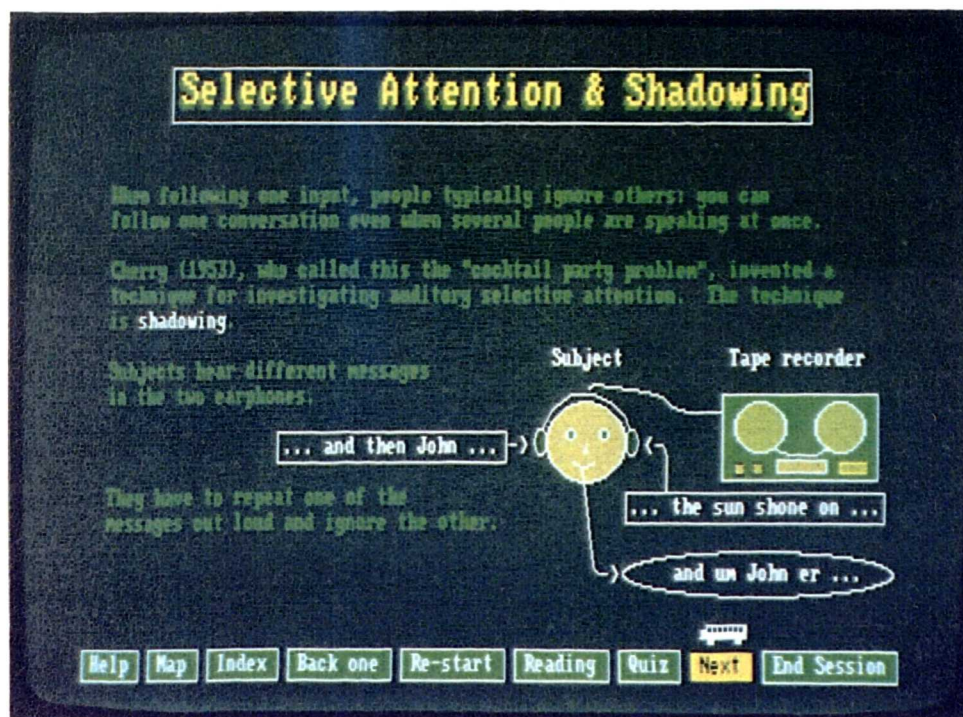 Selective Attention & Shadowing
When following one input, people typically ignore others: you can
follow one conversation even when several people are speaking at once.
Cherry (1953), who called this the "cocktail party problem", invented a
technique for investigating auditory selective attention. The technique
is shadowing.
Subjects hear different messages
in the two earphones.
Subject
Tape recorder
... and then John ...
They have to repeat one of the
messages out loud and ignore the other.
... the sun shone on ...
and um John er ...
Help Map Index Back one Re-start Reading Quiz Next End Session